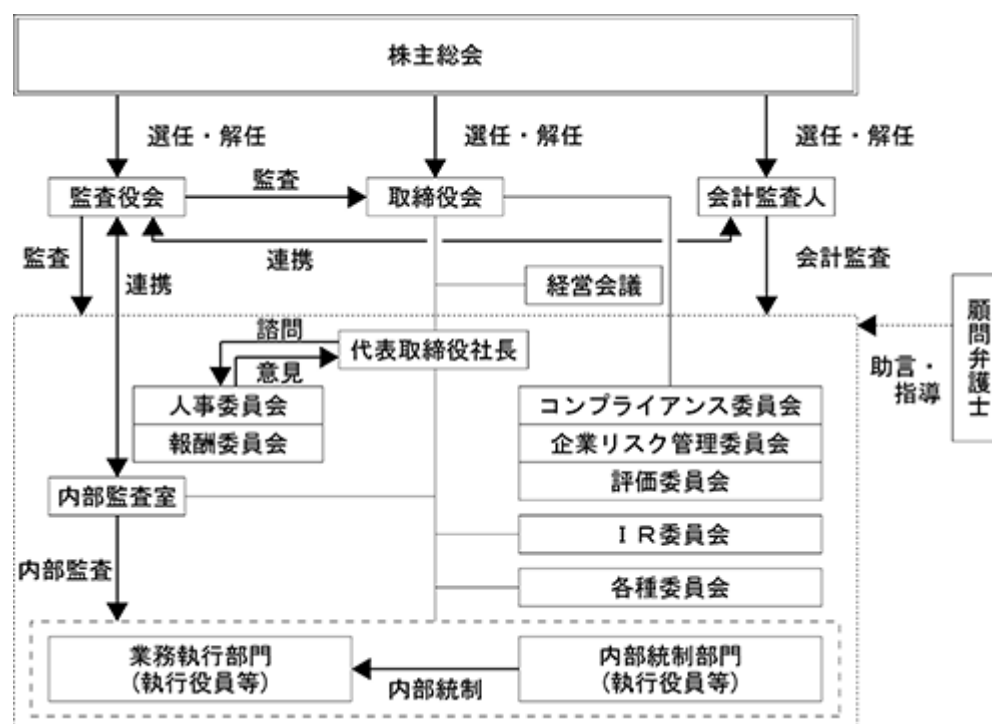 株主総会
選任・解任
選任・解任
選任・解任
監査役会
監査
取締役会
会計監査人
監査
連携
連携
会計監査
経営会議
顧問弁護士
諮問
代表取締役社長
意見
助言・
指導
人事委員会
報酬委員会
コンプライアンス委員会
企業リスク管理委員会
評価委員会
内部監査室
ＩＲ委員会
内部監査
各種委員会
業務執行部門
(執行役員等)
内部統制
内部統制部門
(執行役員等)